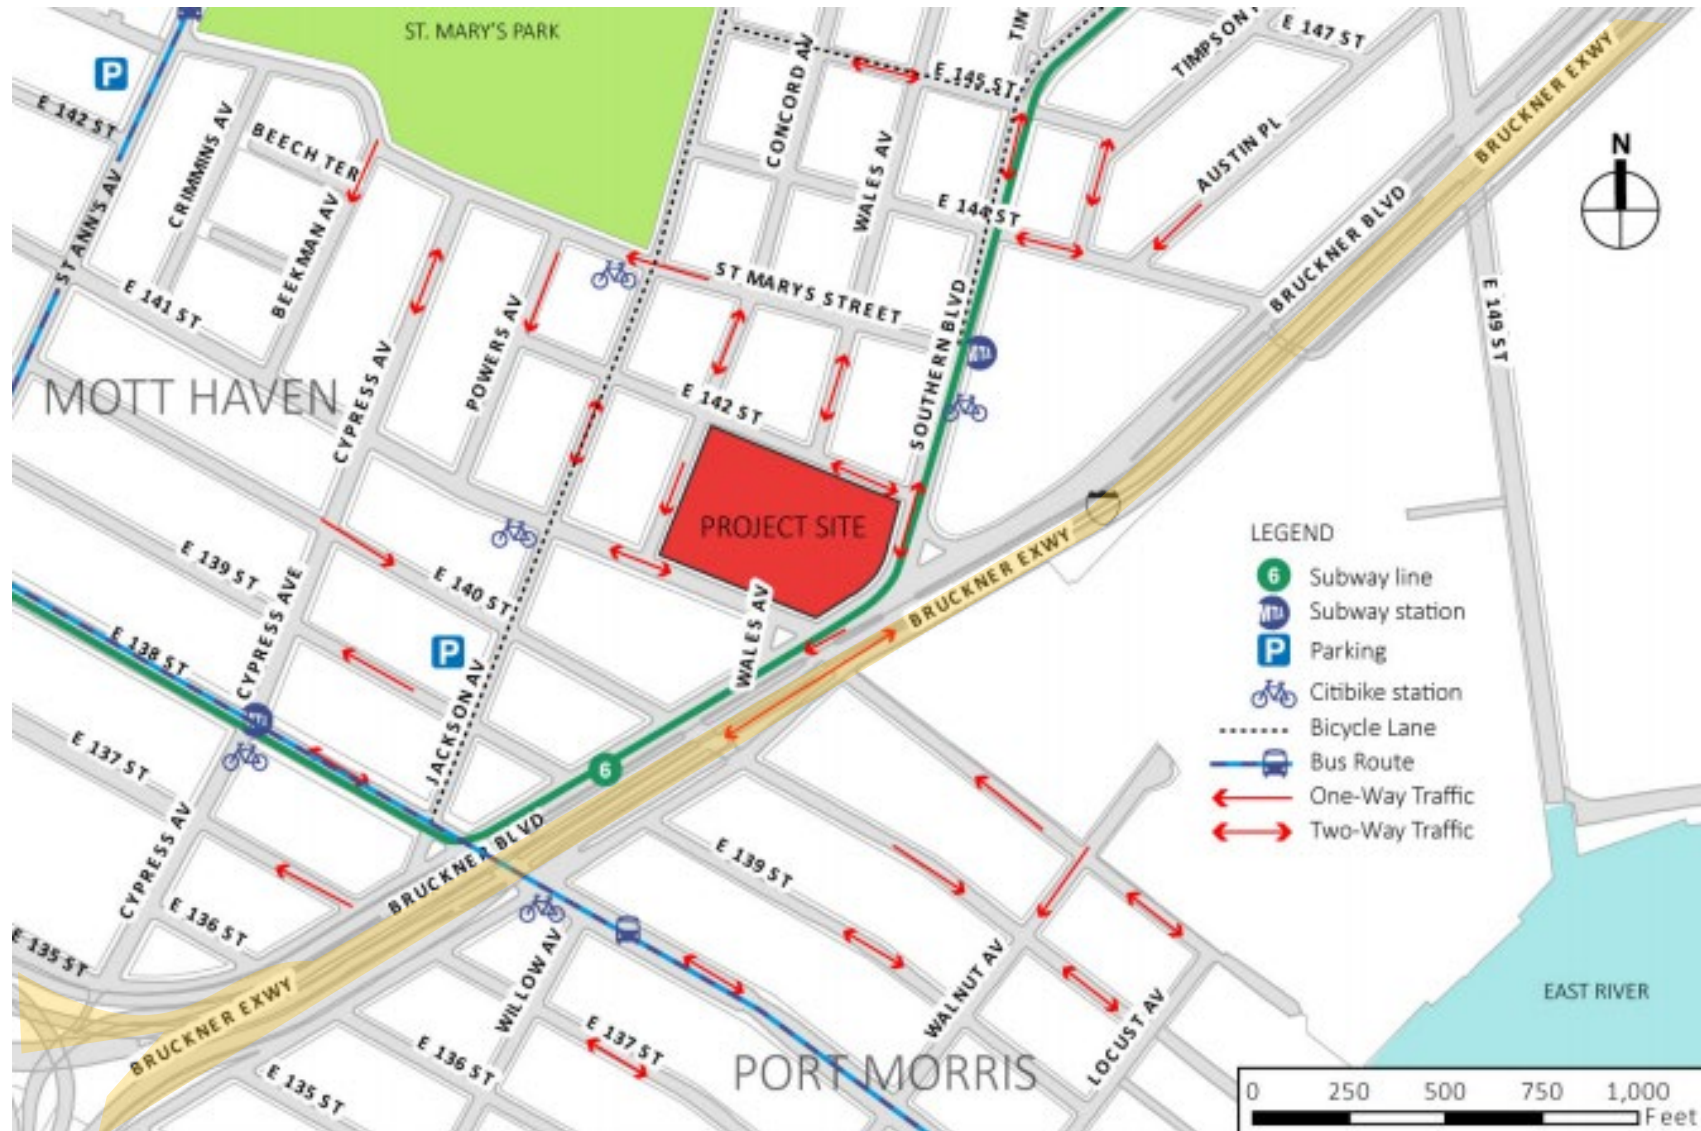 ST. MARY'S PARK
E 147 ST
TIMPSON
TIN
CONCORD AV
E 145 ST
BRUCKNER EXWY
P
E 142 ST
CRIMMINS AV
BEECH TER
WALES AV
AUSTIN PL
N
ST ANN'S AV
BEEKMAN AV
E 144 ST
BRUCKNER BLVD
E 141 ST
POWERS AV
ST MARYS STREET
SOUTHERN BLVD
E 149 ST
MTA
MOTT HAVEN
CYPRESS AV
E 142 ST
PROJECT SITE
BRUCKNER EXWY
E 139 ST
E 140 ST
CYPRESS AVE
WALES AV
E 138 ST
P
JACKSON AV
MTA
E 137 ST
6
BRUCKNER BLVD
CYPRESS AV
E 139 ST
E 136 ST
E 135 ST
WILLOW AV
WALNUT AV
BRUCKNER EXWY
LOCUST AV
E 137 ST
E 136 ST
E 135 ST
PORT MORRIS
EAST RIVER
LEGEND
6 Subway line
MTA Subway station
P Parking
Citibike station
Bicycle Lane
Bus Route
One-Way Traffic
Two-Way Traffic
0 250 500 750 1,000
Feet